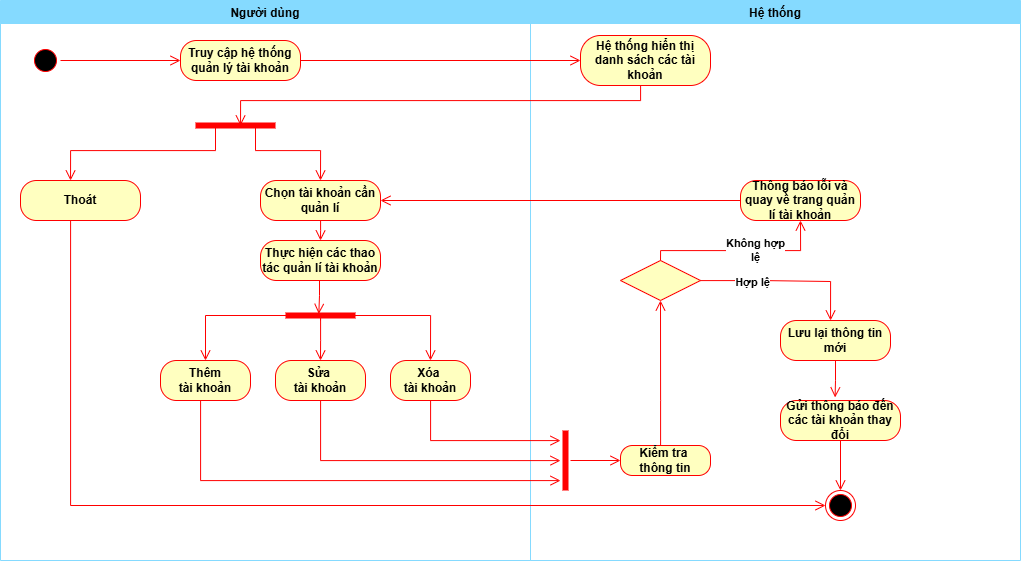 Người dùng
Hệ thống
Truy cập hệ thống
quản lý tài khoản
Hệ thống hiển thị
danh sách các tài
khoản
Thoát
Chọn tài khoản cần
quản lí
Thông báo lỗi và
quay về trang quản
lí tài khoản
Thực hiện các thao
tác quản lí tài khoản
Không hợp
lệ
Hợp lệ
Lưu lại thông tin
mới
Thêm
tài khoản
Sửa
tài khoản
Xóa
tài khoản
Gửi thông báo đến
các tài khoản thay
đổi
Kiểm tra
thông tin